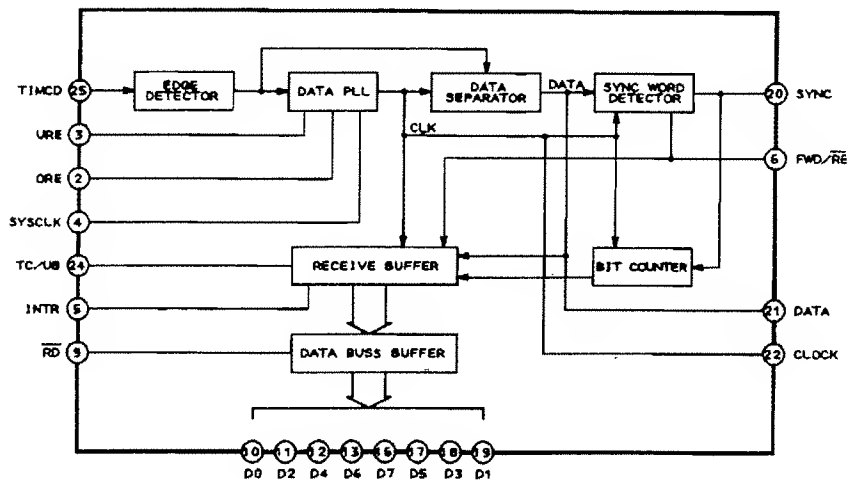 TIMCD 25
EDGE
DETECTOR
DATA PLL
DATA
SEPARATOR
DATA
SYNC WORD
DETECTOR
20 SYNC
URE 3
CLK
6 FWD/RE
ORE 2
SYSCLK 4
TC/UB 24
RECEIVE BUFFER
BIT COUNTER
INTR 5
21 DATA
RD 9
DATA BUSS BUFFER
22 CLOCK
10 11 12 13 16 17 18 19
D0 D2 D4 D6 D7 D5 D3 D1